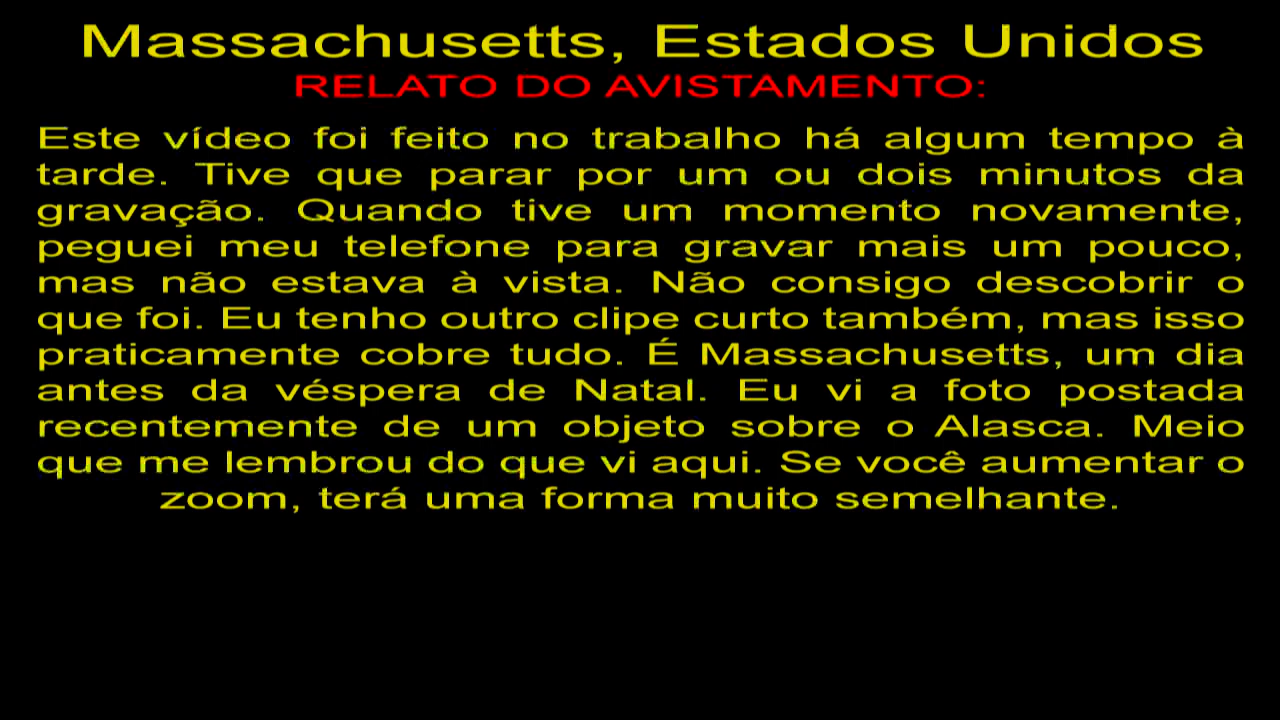 Massachusetts, Estados Unidos
RELATO DO AVISTAMENTO:
Este vídeo foi feito no trabalho há algum tempo à
tarde. Tive que parar por um ou dois minutos da
gravação. Quando tive um momento novamente,
peguei meu telefone para gravar mais um pouco,
mas não estava à vista. Não consigo descobrir o
que foi. Eu tenho outro clipe curto também, mas isso
praticamente cobre tudo. É Massachusetts, um dia
antes da véspera de Natal. Eu vi a foto postada
recentemente de um objeto sobre o Alasca. Meio
que me lembrou do que vi aqui. Se você aumentar o
zoom, terá uma forma muito semelhante.